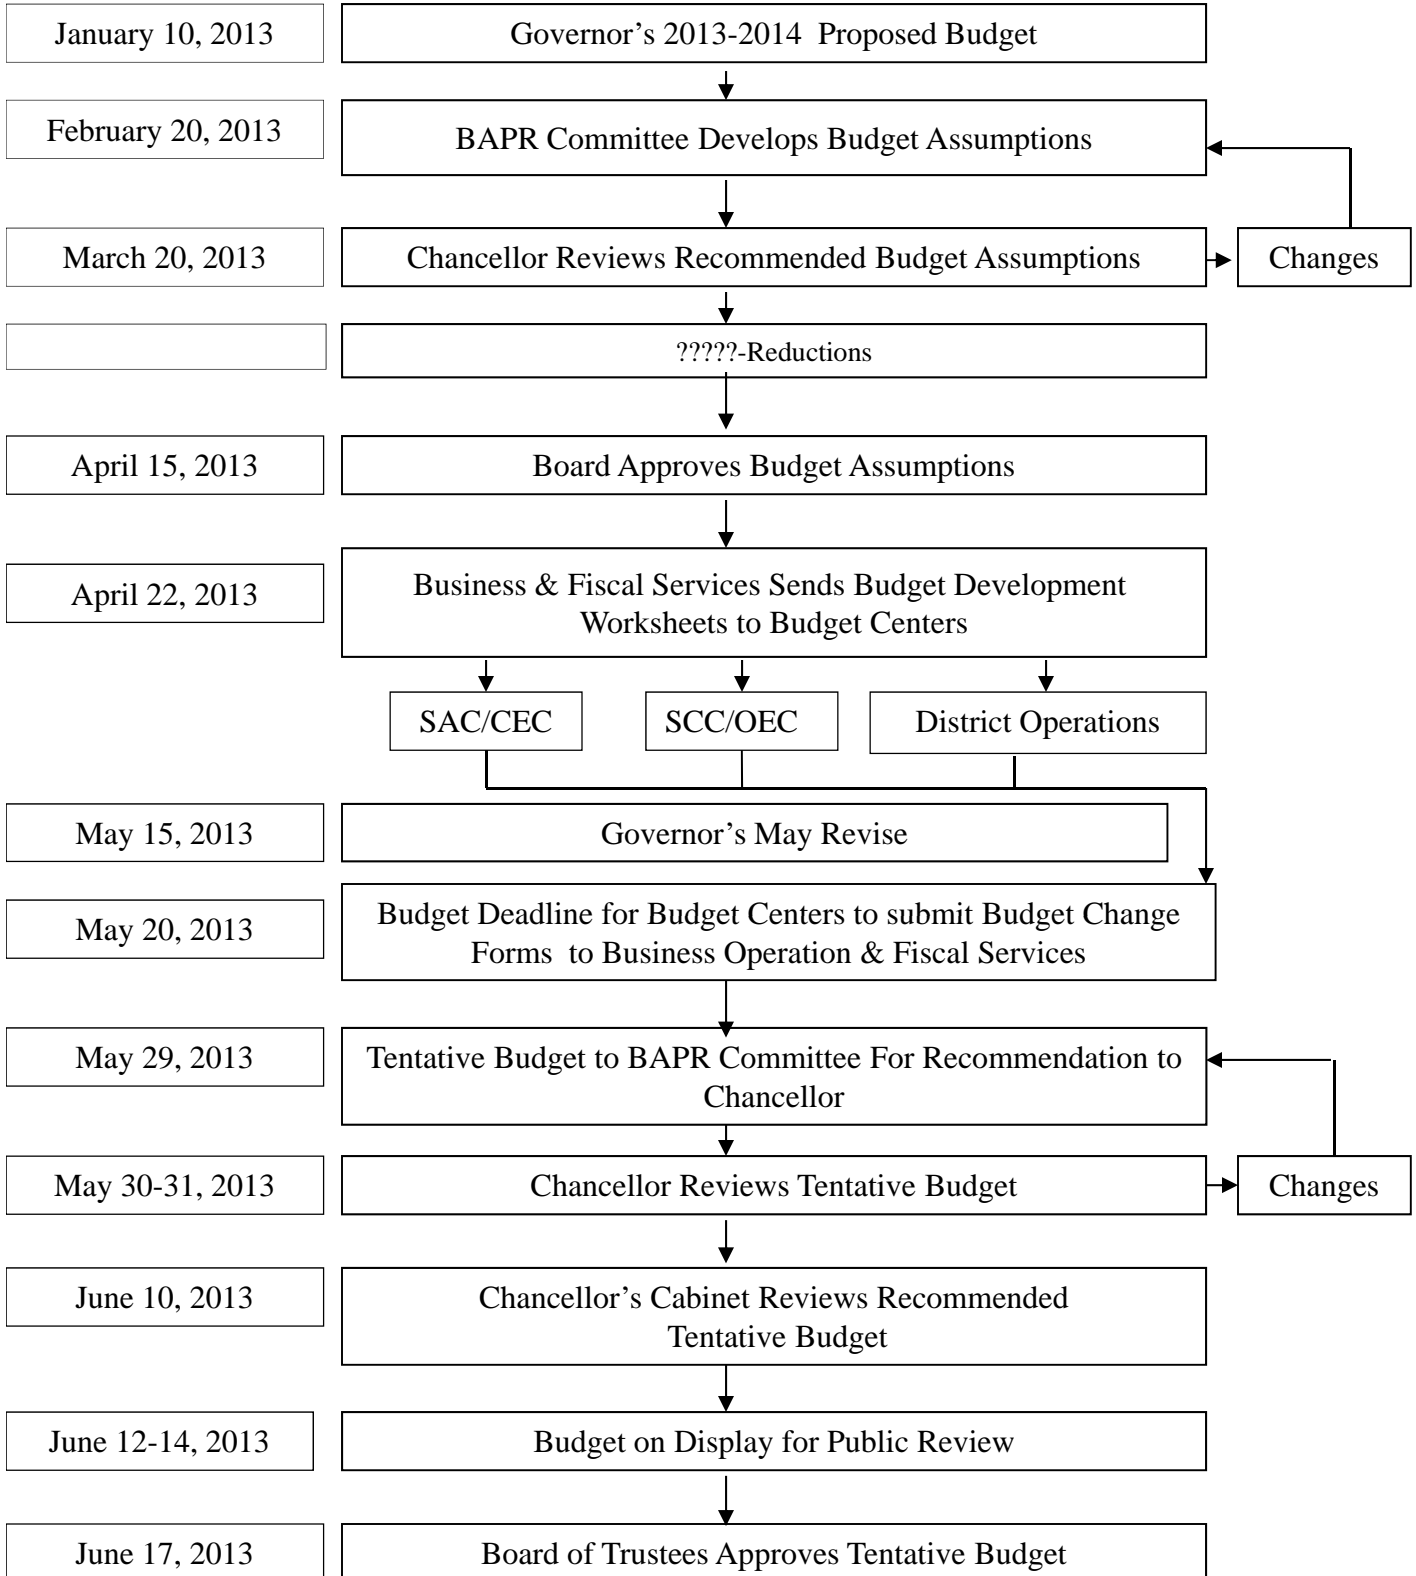 January 10, 2013
Governor’s 2013-2014  Proposed Budget
February 20, 2013
BAPR Committee Develops Budget Assumptions
March 20, 2013
Chancellor Reviews Recommended Budget Assumptions
Changes
?????-Reductions
April 15, 2013
Board Approves Budget Assumptions
April 22, 2013
Business & Fiscal Services Sends Budget Development
Worksheets to Budget Centers
SAC/CEC
SCC/OEC
District Operations
May 15, 2013
Governor’s May Revise
May 20, 2013
Budget Deadline for Budget Centers to submit Budget Change
Forms  to Business Operation & Fiscal Services
May 29, 2013
Tentative Budget to BAPR Committee For Recommendation to
Chancellor
May 30-31, 2013
Chancellor Reviews Tentative Budget
Changes
June 10, 2013
Chancellor’s Cabinet Reviews Recommended
Tentative Budget
June 12-14, 2013
Budget on Display for Public Review
June 17, 2013
Board of Trustees Approves Tentative Budget